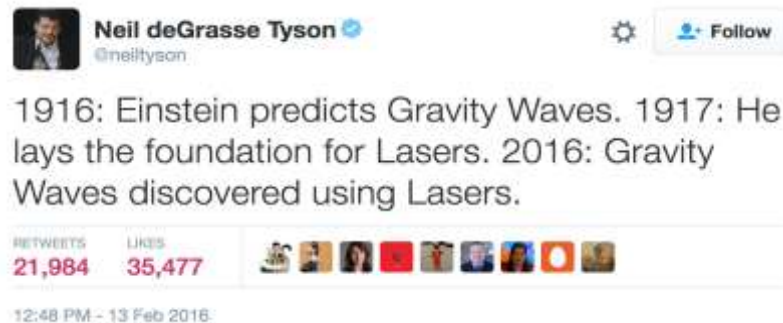 Neil deGrasse Tyson
@neiltyson
Follow
1916: Einstein predicts Gravity Waves. 1917: He
lays the foundation for Lasers. 2016: Gravity
Waves discovered using Lasers.
RETWEETS LIKES
21,984 35,477
12:48 PM - 13 Feb 2016